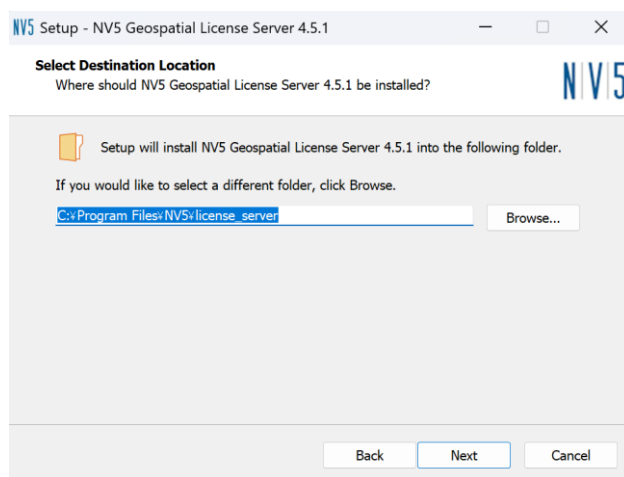 NV5 Setup - NV5 Geospatial License Server 4.5.1
Select Destination Location
Where should NV5 Geospatial License Server 4.5.1 be installed?
N|V|5
Setup will install NV5 Geospatial License Server 4.5.1 into the following folder.
If you would like to select a different folder, click Browse.
C:¥Program Files¥NV5¥license_server
Browse...
Back
Next
Cancel